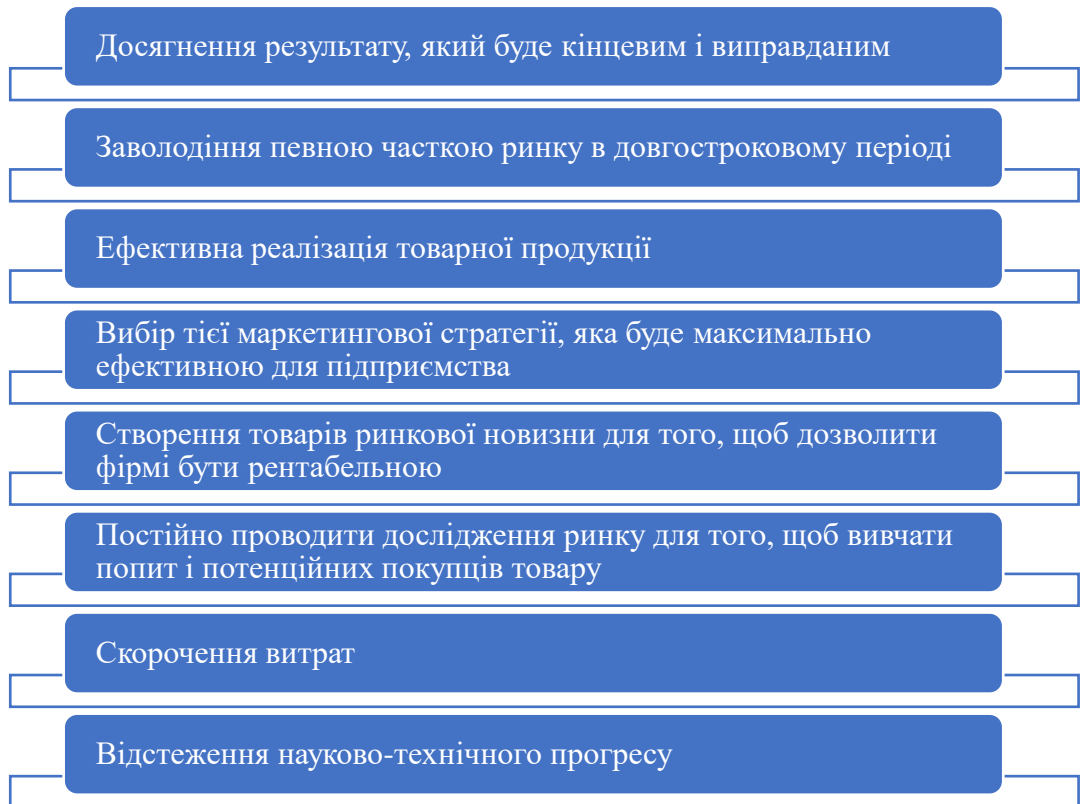 Досягнення результату, який буде кінцевим і виправданим
Заволодіння певною часткою ринку в довгостроковому періоді
Ефективна реалізація товарної продукції
Вибір тієї маркетингової стратегії, яка буде максимально
ефективною для підприємства
Створення товарів ринкової новизни для того, щоб дозволити
фірмі бути рентабельною
Постійно проводити дослідження ринку для того, щоб вивчати
попит і потенційних покупців товару
Скорочення витрат
Відстеження науково-технічного прогресу